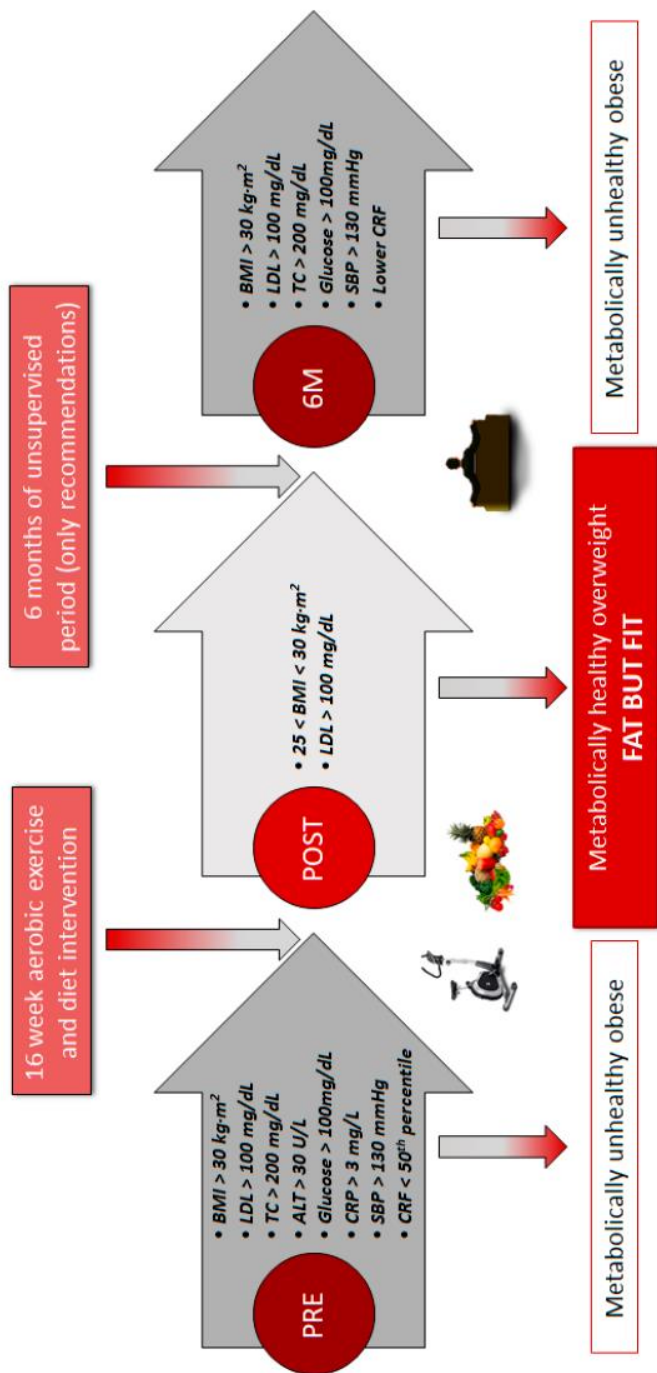 16 week aerobic exercise
and diet intervention
6 months of unsupervised
period (only recommendations)
PRE
• BMI > 30 kg·m²
• LDL > 100 mg/dL
• TC > 200 mg/dL
• ALT > 30 U/L
• Glucose > 100mg/dL
• CRP > 3 mg/L
• SBP > 130 mmHg
• CRF < 50th percentile
POST
• 25 < BMI < 30 kg·m²
• LDL > 100 mg/dL
6M
• BMI > 30 kg·m²
• LDL > 100 mg/dL
• TC > 200 mg/dL
• Glucose > 100mg/dL
• SBP > 130 mmHg
• Lower CRF
Metabolically unhealthy obese
Metabolically healthy overweight
FAT BUT FIT
Metabolically unhealthy obese